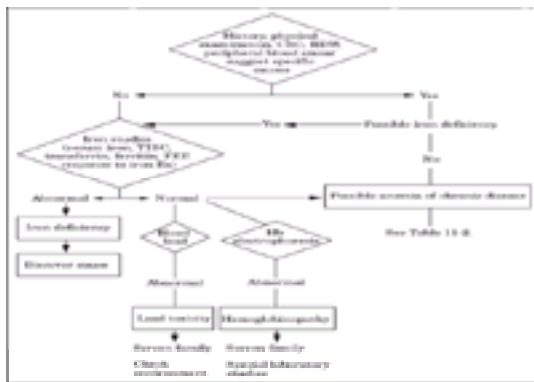 History, physical
examination, CBC, RDW,
peripheral blood smear
suggest specific
causes
No
Yes
Yes
Possible iron deficiency
Iron studies
(serum iron, TIBC,
transferrin, ferritin, FEP,
response to iron Rx)
No
Abnormal
Normal
Possible anemia of chronic disease
Iron deficiency
Blood
lead
Hb
electrophoresis
See Table
Discover cause
Abnormal
Abnormal
Lead toxicity
Hemoglobinopathy
Screen family
Screen family
Check
environment
Special laboratory
studies